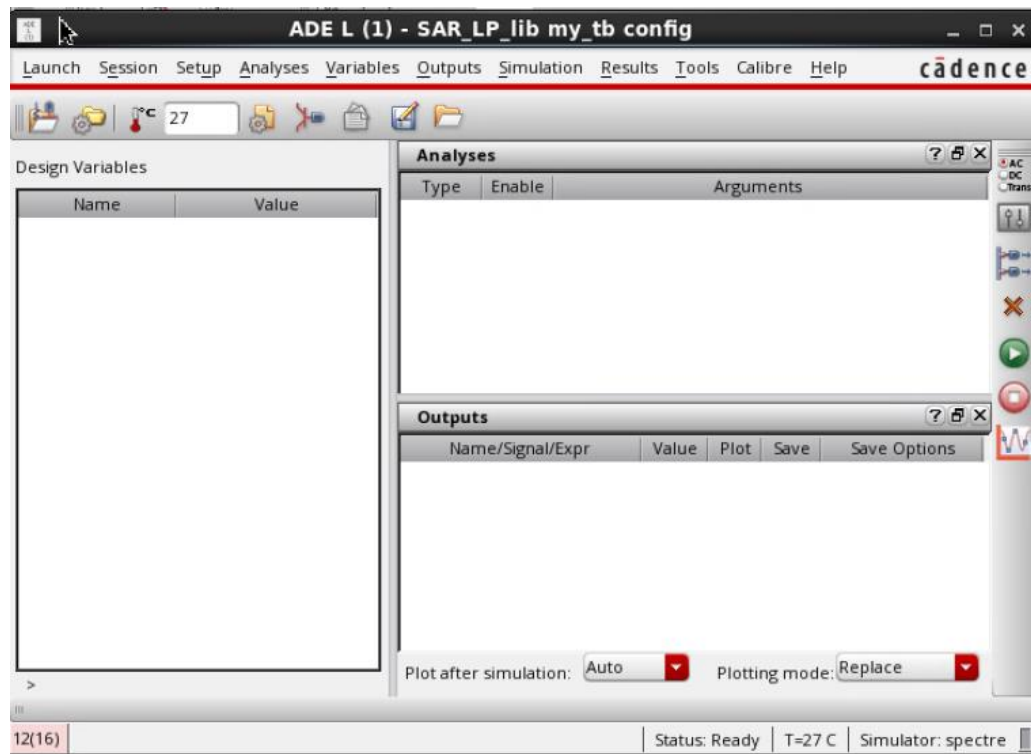 ADE L (1) - SAR_LP_lib my_tb config
Launch Session Setup Analyses Variables Outputs Simulation Results Tools Calibre Help cādence
°C 27
Design Variables
Name Value
Analyses
Type Enable Arguments
AC
DC
Trans
Outputs
Name/Signal/Expr Value Plot Save Save Options
Plot after simulation: Auto Plotting mode: Replace
>
12(16) Status: Ready T=27 C Simulator: spectre